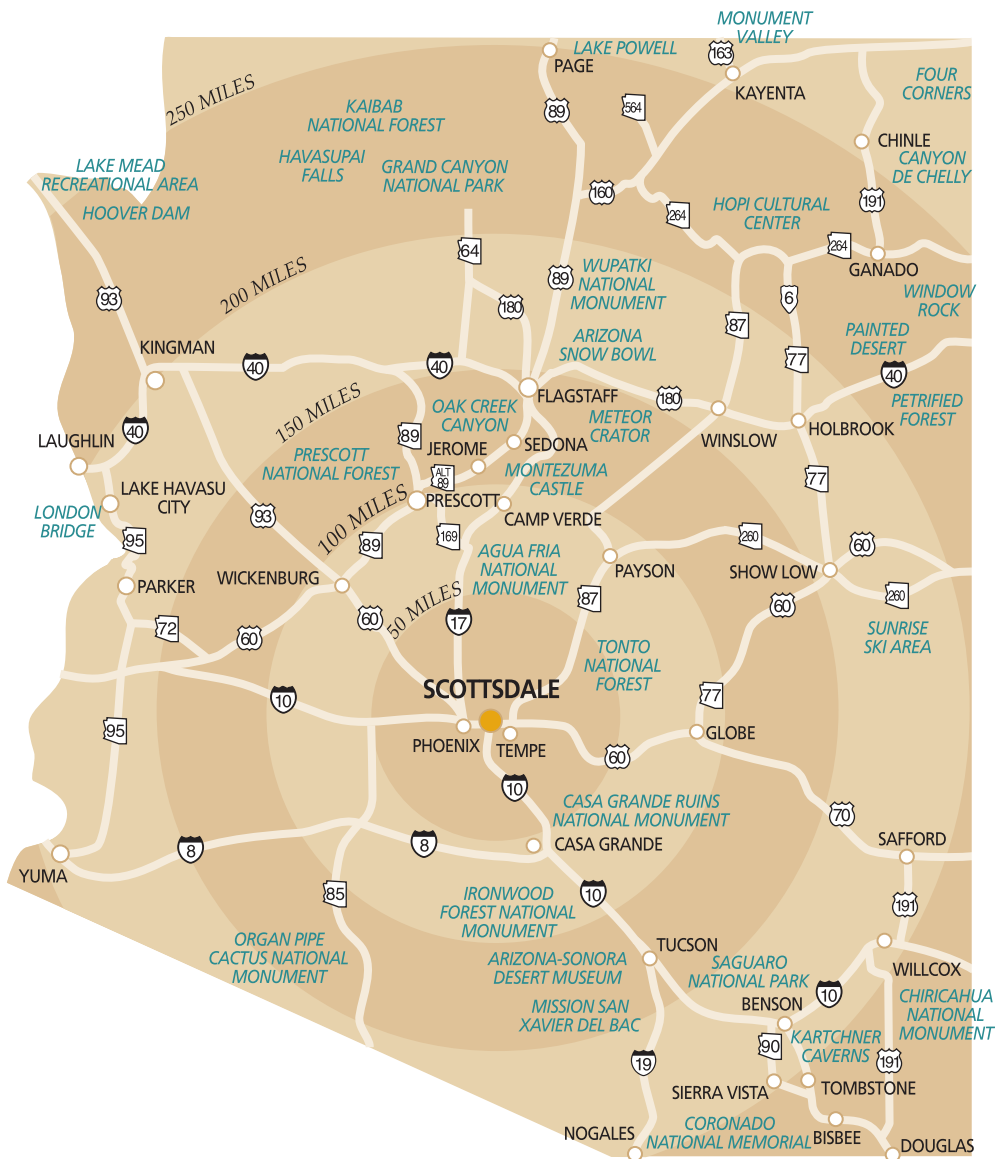 MONUMENT
VALLEY
163
LAKE POWELL
PAGE
KAYENTA
FOUR
CORNERS
250 MILES
KAIBAB
NATIONAL FOREST
89
564
CHINLE
CANYON
DE CHELLY
LAKE MEAD
RECREATIONAL AREA
HAVASUPAI
FALLS
GRAND CANYON
NATIONAL PARK
160
191
HOOVER DAM
264
HOPI CULTURAL
CENTER
264
GANADO
64
200 MILES
89
WUPATKI
NATIONAL
MONUMENT
WINDOW
ROCK
93
180
6
87
PAINTED
DESERT
KINGMAN
ARIZONA
SNOW BOWL
77
40
40
40
FLAGSTAFF
180
PETRIFIED
FOREST
150 MILES
OAK CREEK
CANYON
METEOR
CRATOR
WINSLOW
HOLBROOK
40
LAUGHLIN
89
JEROME
SEDONA
PRESCOTT
NATIONAL FOREST
ALT
89
MONTEZUMA
CASTLE
77
LAKE HAVASU
CITY
PRESCOTT
LONDON
BRIDGE
93
100 MILES
CAMP VERDE
95
89
169
260
60
AGUA FRIA
NATIONAL
MONUMENT
PARKER
WICKENBURG
PAYSON
SHOW LOW
50 MILES
87
60
260
72
60
60
17
SUNRISE
SKI AREA
TONTO
NATIONAL
FOREST
SCOTTSDALE
77
10
95
PHOENIX
TEMPE
GLOBE
60
10
CASA GRANDE RUINS
NATIONAL MONUMENT
70
8
8
CASA GRANDE
SAFFORD
YUMA
85
IRONWOOD
FOREST NATIONAL
MONUMENT
10
191
ORGAN PIPE
CACTUS NATIONAL
MONUMENT
TUCSON
ARIZONA-SONORA
DESERT MUSEUM
SAGUARO
NATIONAL PARK
WILLCOX
MISSION SAN
XAVIER DEL BAC
BENSON
10
CHIRICAHUA
NATIONAL
MONUMENT
90
KARTCHNER
CAVERNS
19
191
SIERRA VISTA
TOMBSTONE
NOGALES
CORONADO
NATIONAL MEMORIAL
BISBEE
DOUGLAS